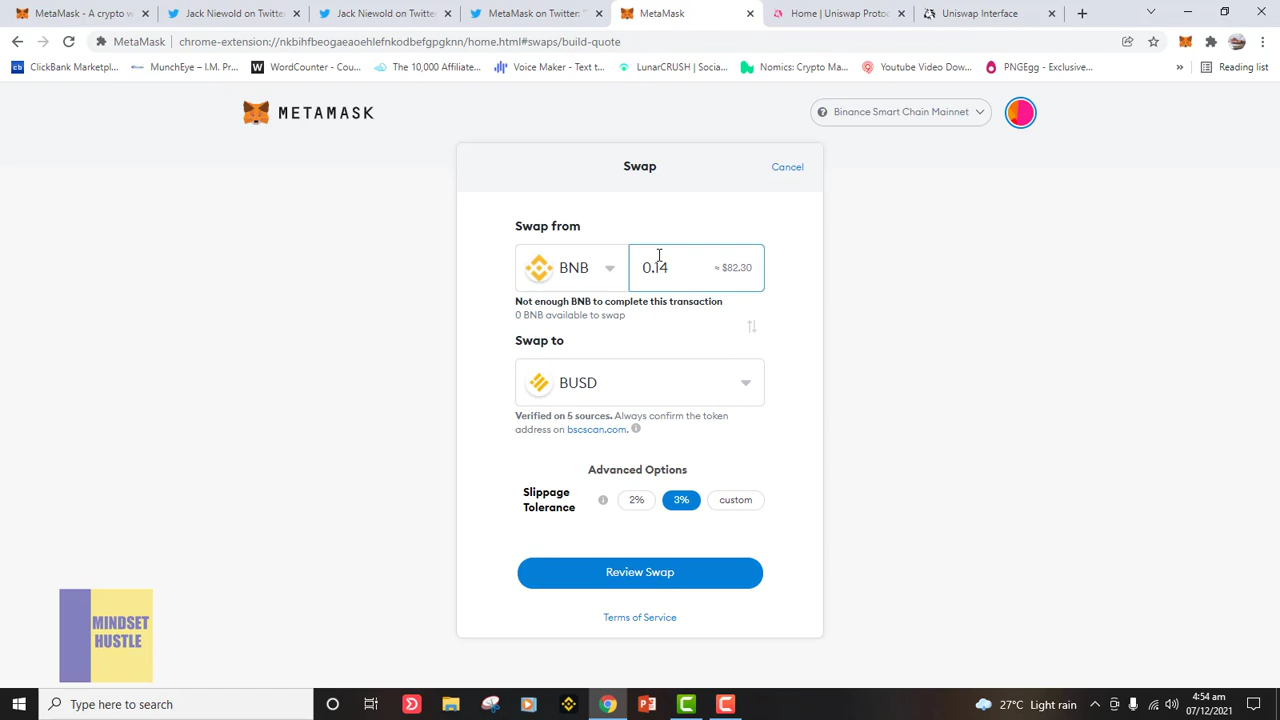 MetaMask - A crypto w
Jack Niewold on Twitter
Jack Niewold on Twitter
MetaMask on Twitter:
MetaMask
Home | Uniswap Protoc
Uniswap Interface
MetaMask chrome-extension://nkbihfbeogaeaoehlefnkodbefgpgknn/home.html#swaps/build-quote
ClickBank Marketpl...
MunchEye – I.M. Pr...
WordCounter - Cou...
The 10,000 Affiliate...
Voice Maker - Text t...
LunarCRUSH | Socia...
Nomics: Crypto Ma...
Youtube Video Dow...
PNGEgg - Exclusive...
Reading list
METAMASK
Binance Smart Chain Mainnet
Swap
Cancel
Swap from
BNB
0.14
≈ $82.30
Not enough BNB to complete this transaction
0 BNB available to swap
Swap to
BUSD
Verified on 5 sources. Always confirm the token
address on bscscan.com.
Advanced Options
Slippage
Tolerance
2%
3%
custom
Review Swap
Terms of Service
MINDSET
HUSTLE
Type here to search
27°C Light rain
4:54 am
07/12/2021